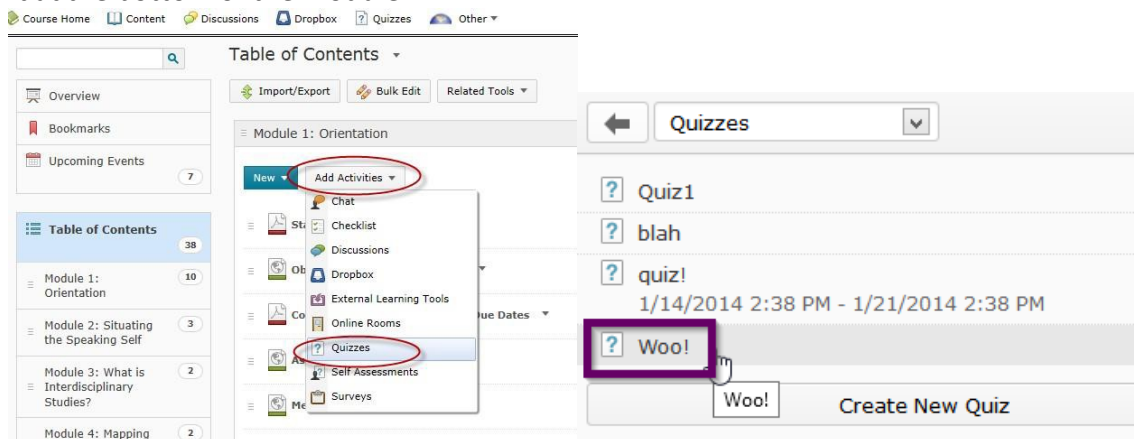 Course Home Content Discussions Dropbox Quizzes Other
Table of Contents
Overview
Bookmarks
Upcoming Events
7
Table of Contents
38
Module 1:
Orientation
10
Module 2: Situating
the Speaking Self
3
Module 3: What is
Interdisciplinary
Studies?
2
Module 4: Mapping
2
Import/Export Bulk Edit Related Tools
Module 1: Orientation
New Add Activities
Chat
Checklist
Discussions
Dropbox
External Learning Tools
Online Rooms
Due Dates
Quizzes
Self Assessments
Surveys
Quizzes
Quiz1
blah
quiz!
1/14/2014 2:38 PM - 1/21/2014 2:38 PM
Woo!
Woo!
Create New Quiz